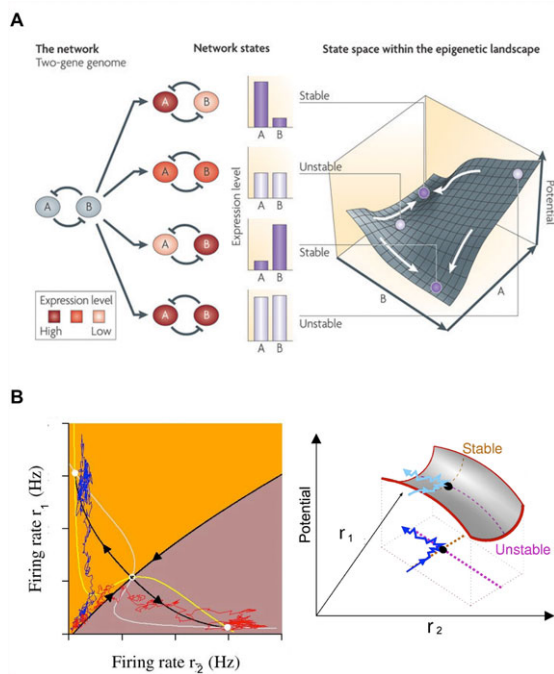 A
The network
Two-gene genome
Network states
State space within the epigenetic landscape
A B
A B
Stable
A B
A B
Unstable
A B
Expression level
Potential
A B
A B
Stable
B A
Expression level
High Low
A B
A B
Unstable
B
Firing rate r1 (Hz)
Firing rate r2 (Hz)
Potential
r1
Stable
Unstable
r2